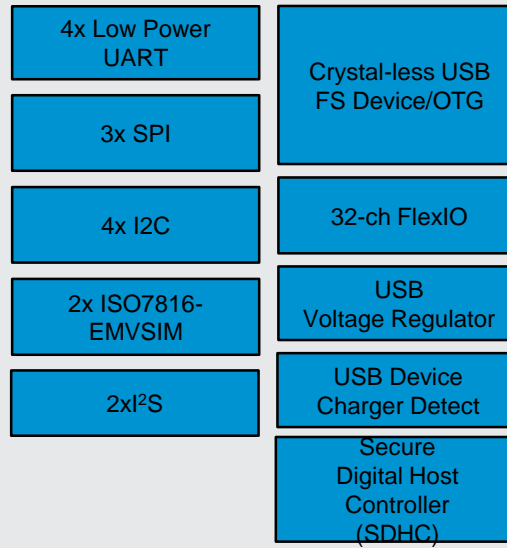 4x Low Power
UART
3x SPI
4x I2C
2x ISO7816-
EMVSIM
2xI²S
Crystal-less USB
FS Device/OTG
32-ch FlexIO
USB
Voltage Regulator
USB Device
Charger Detect
Secure
Digital Host
Controller
(SDHC)